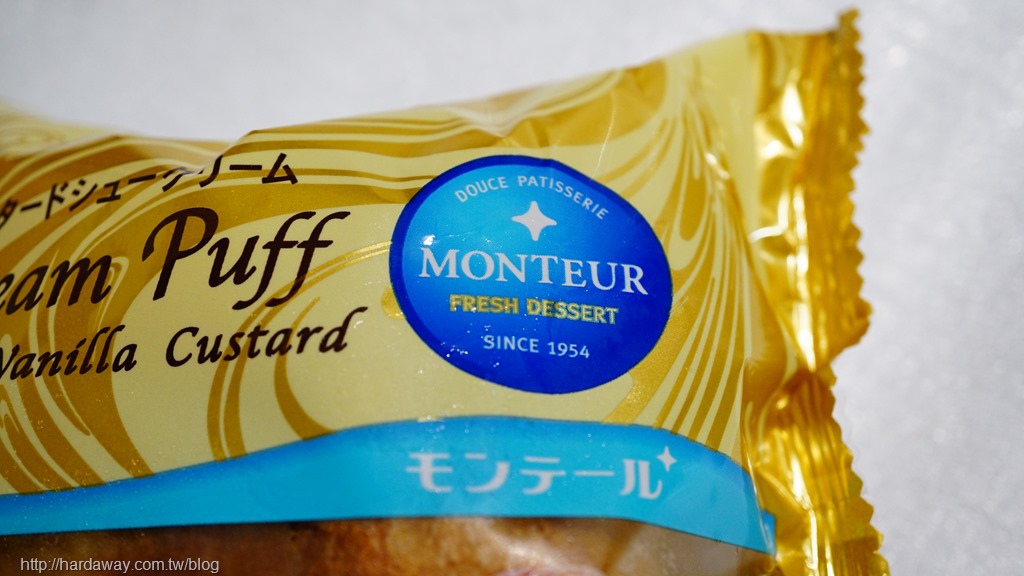 タードシュークリーム
eam Puff
Vanilla Custard
DOUCE PATISSERIE
MONTEUR
FRESH DESSERT
SINCE 1954
モンテール
http://hardaway.com.tw/blog